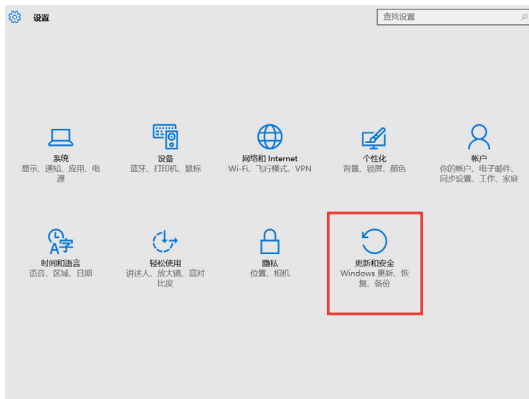 设置
查找设置
系统
显示、通知、应用、电
源
设备
蓝牙、打印机、鼠标
网络和 Internet
Wi-Fi、飞行模式、VPN
个性化
背景、锁屏、颜色
帐户
你的帐户、电子邮件、
同步设置、工作、家庭
时间和语言
语音、区域、日期
轻松使用
讲述人、放大镜、高对
比度
隐私
位置、相机
更新和安全
Windows 更新、恢
复、备份